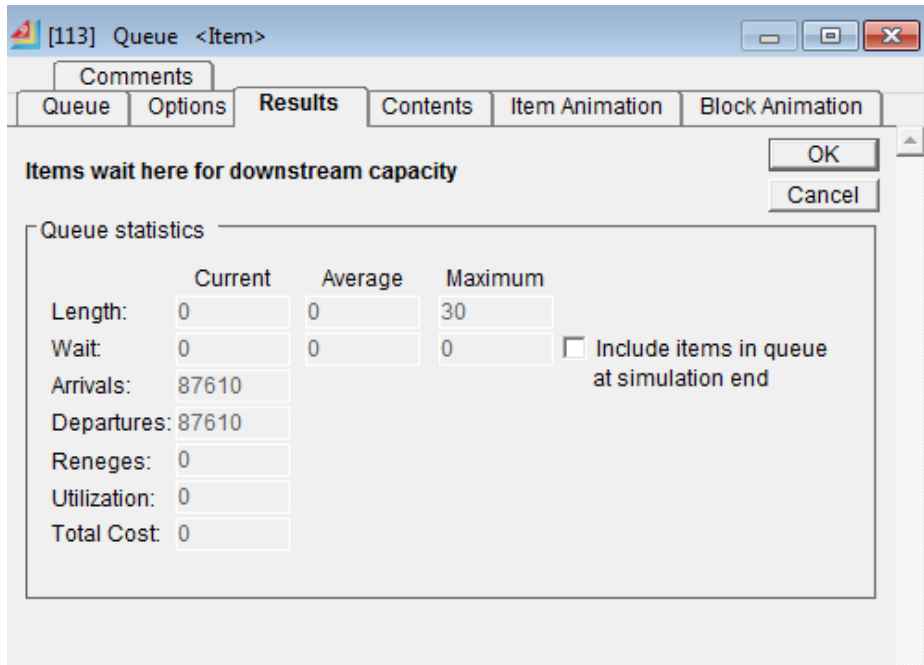 [113] Queue <Item>
Comments
Queue Options Results Contents Item Animation Block Animation
OK
Items wait here for downstream capacity
Cancel
Queue statistics
Current Average Maximum
Length: 0 0 30
Wait: 0 0 0 Include items in queue
at simulation end
Arrivals: 87610
Departures: 87610
Reneges: 0
Utilization: 0
Total Cost: 0